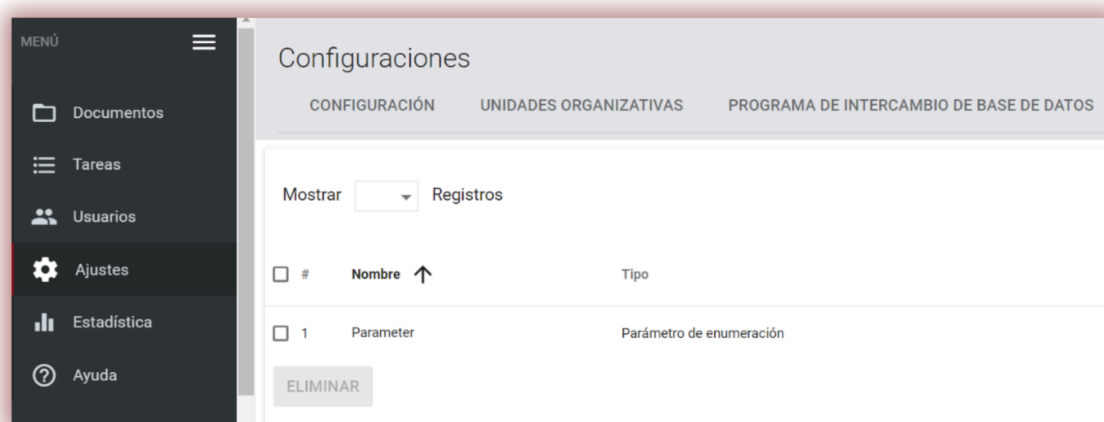 MENÚ
Documentos
Tareas
Usuarios
Ajustes
Estadística
Ayuda
Configuraciones
CONFIGURACIÓN UNIDADES ORGANIZATIVAS PROGRAMA DE INTERCAMBIO DE BASE DE DATOS
Mostrar Registros
# Nombre Tipo
1 Parameter Parámetro de enumeración
ELIMINAR